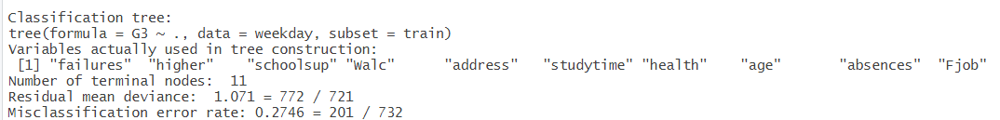 Classification tree:
tree(formula = G3 ~ ., data = weekday, subset = train)
Variables actually used in tree construction:
 [1] "failures"  "higher"    "schoolsup" "Walc"      "address"   "studytime" "health"    "age"       "absences"  "Fjob"
Number of terminal nodes:  11
Residual mean deviance:  1.071 = 772 / 721
Misclassification error rate: 0.2746 = 201 / 732